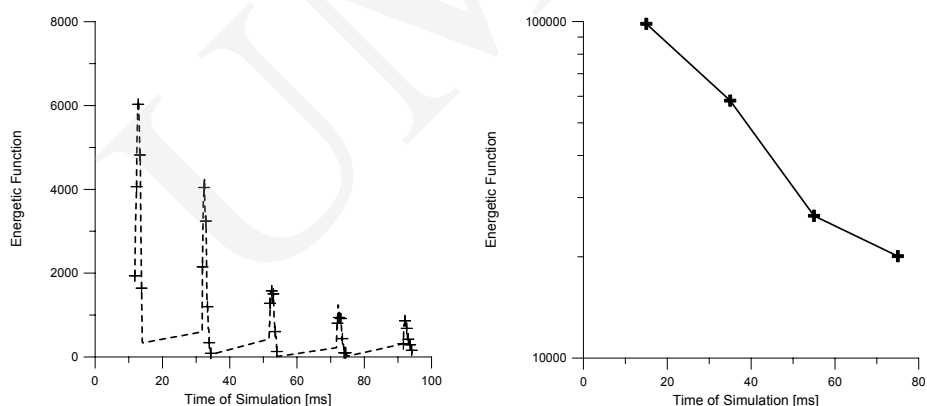 8000
6000
4000
2000
0
Energetic Function
0 20 40 60 80 100
Time of Simulation [ms]
100000
10000
Energetic Function
0 20 40 60 80
Time of Simulation [ms]
UM